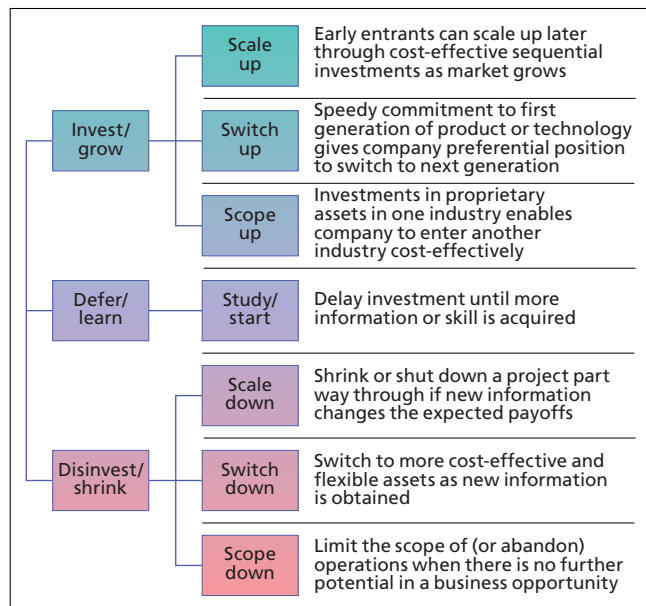 Scale
up
Early entrants can scale up later
through cost-effective sequential
investments as market grows
Invest/
grow
Switch
up
Speedy commitment to first
generation of product or technology
gives company preferential position
to switch to next generation
Scope
up
Investments in proprietary
assets in one industry enables
company to enter another
industry cost-effectively
Defer/
learn
Study/
start
Delay investment until more
information or skill is acquired
Scale
down
Shrink or shut down a project part
way through if new information
changes the expected payoffs
Disinvest/
shrink
Switch
down
Switch to more cost-effective and
flexible assets as new information
is obtained
Scope
down
Limit the scope of (or abandon)
operations when there is no further
potential in a business opportunity